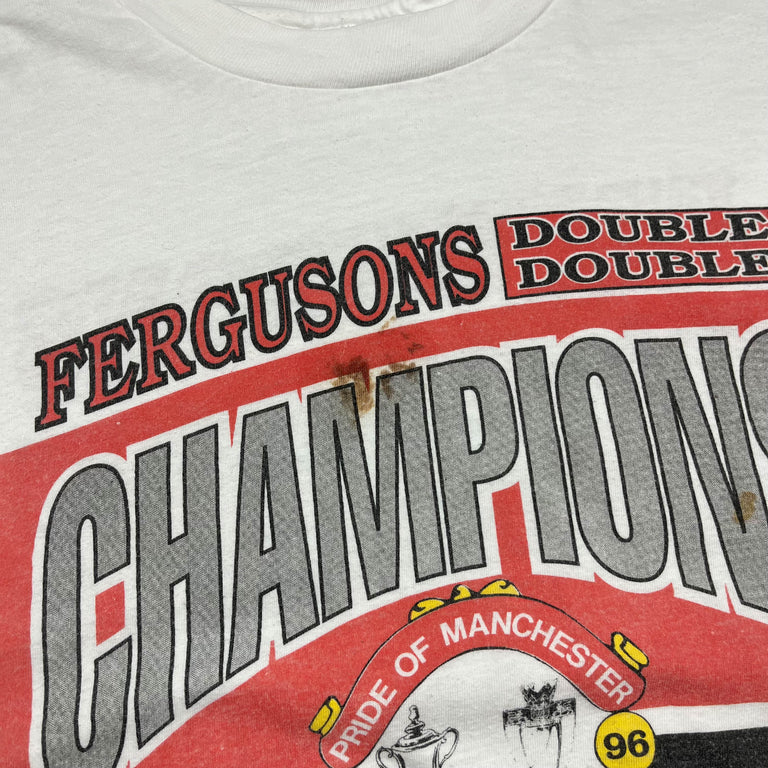 FERGUSONS
DOUBLE
DOUBLE
CHAMPIONS
PRIDE OF MANCHESTER
96